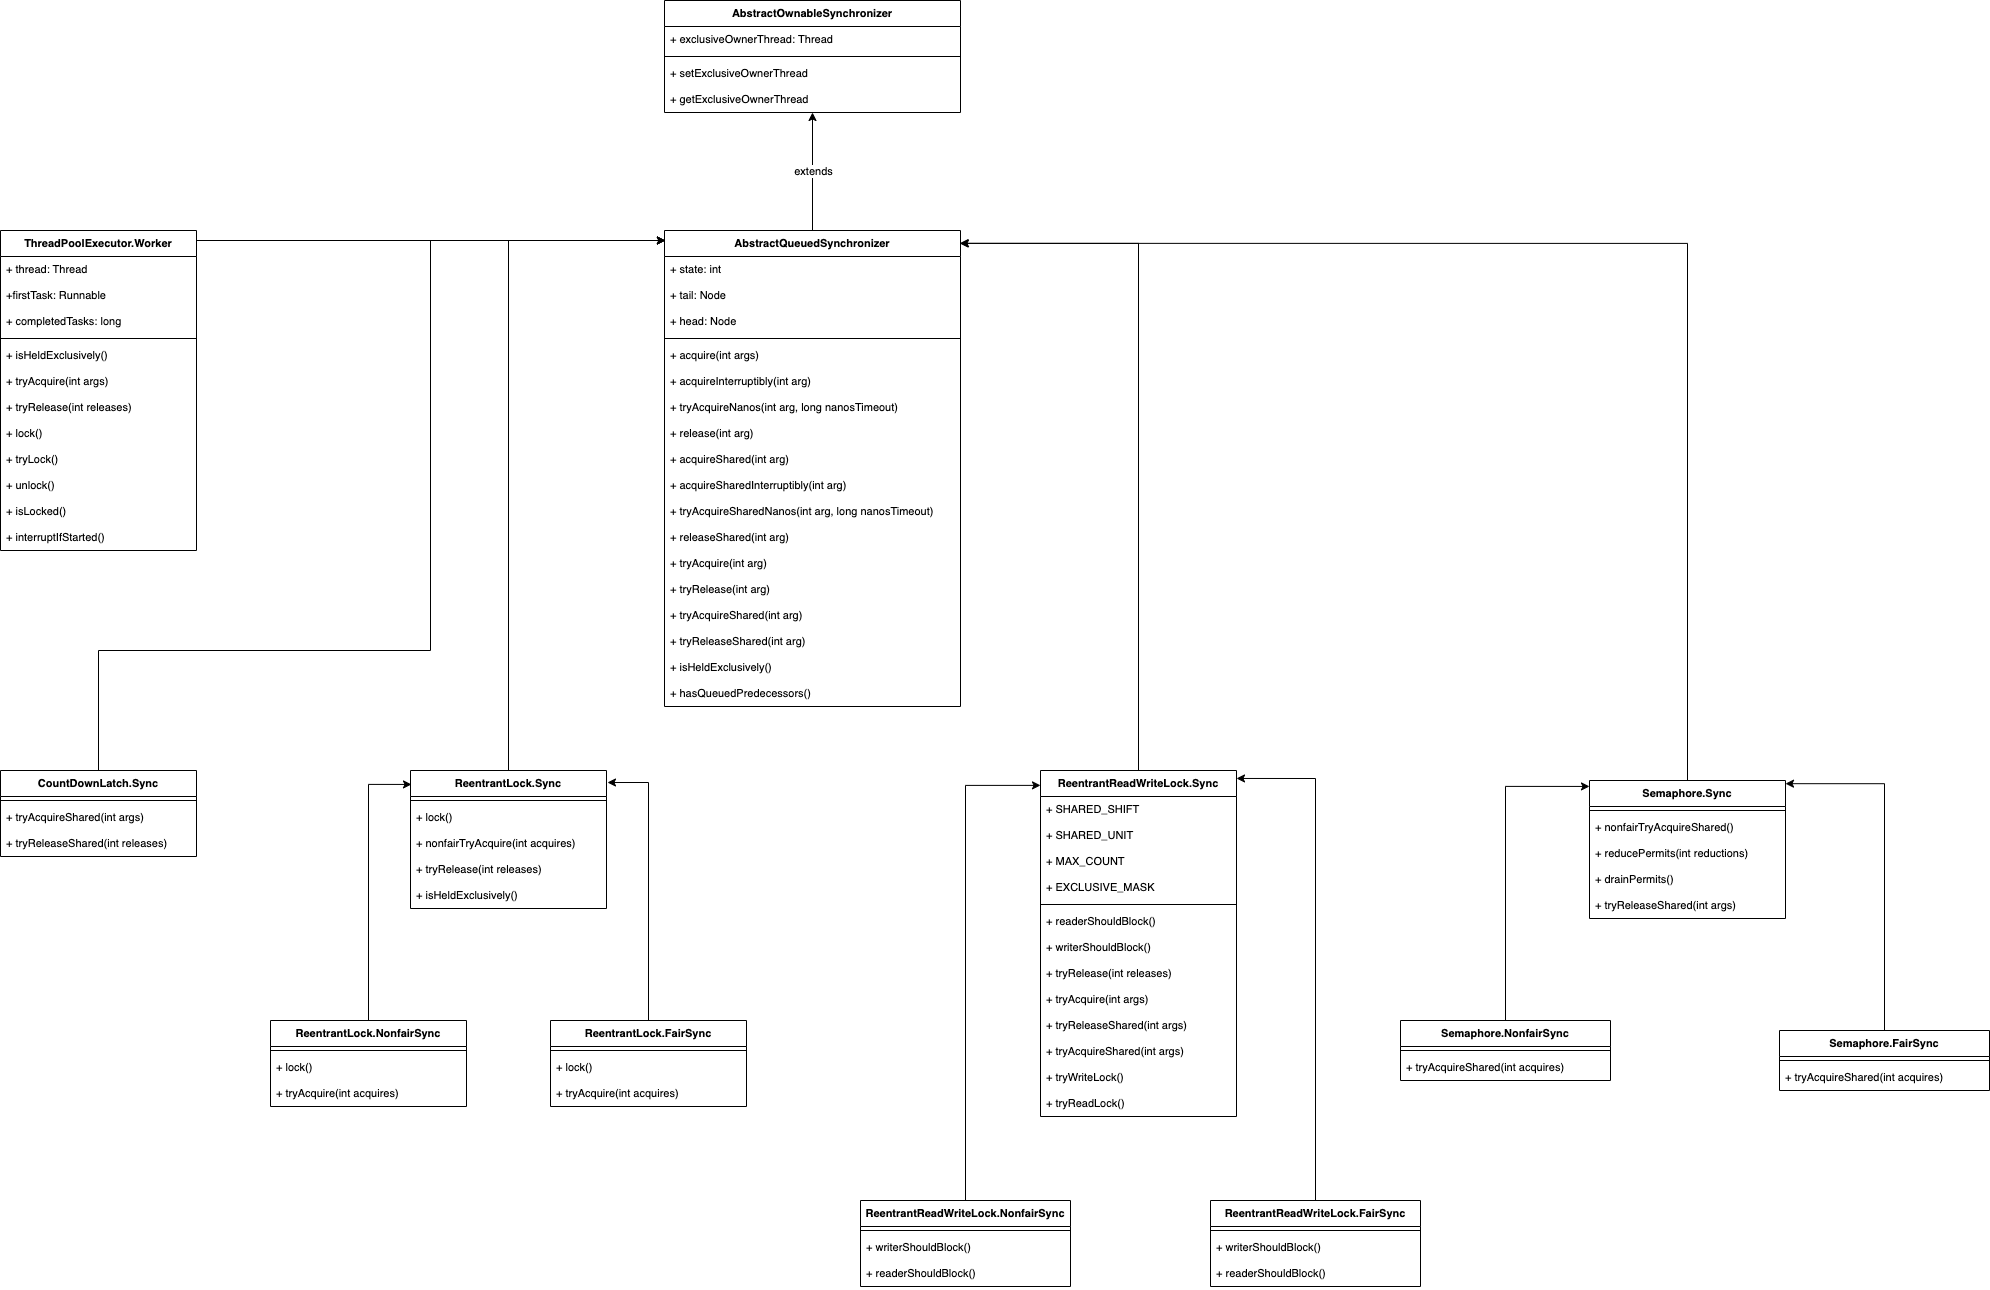 AbstractOwnableSynchronizer
+ exclusiveOwnerThread: Thread
+ setExclusiveOwnerThread
+ getExclusiveOwnerThread
extends
ThreadPoolExecutor.Worker
+ thread: Thread
+firstTask: Runnable
+ completedTasks: long
+ isHeldExclusively()
+ tryAcquire(int args)
+ tryRelease(int releases)
+ lock()
+ tryLock()
+ unlock()
+ isLocked()
+ interruptIfStarted()
AbstractQueuedSynchronizer
+ state: int
+ tail: Node
+ head: Node
+ acquire(int args)
+ acquireInterruptibly(int arg)
+ tryAcquireNanos(int arg, long nanosTimeout)
+ release(int arg)
+ acquireShared(int arg)
+ acquireSharedInterruptibly(int arg)
+ tryAcquireSharedNanos(int arg, long nanosTimeout)
+ releaseShared(int arg)
+ tryAcquire(int arg)
+ tryRelease(int arg)
+ tryAcquireShared(int arg)
+ tryReleaseShared(int arg)
+ isHeldExclusively()
+ hasQueuedPredecessors()
CountDownLatch.Sync
+ tryAcquireShared(int args)
+ tryReleaseShared(int releases)
ReentrantLock.Sync
+ lock()
+ nonfairTryAcquire(int acquires)
+ tryRelease(int releases)
+ isHeldExclusively()
ReentrantReadWriteLock.Sync
+ SHARED_SHIFT
+ SHARED_UNIT
+ MAX_COUNT
+ EXCLUSIVE_MASK
+ readerShouldBlock()
+ writerShouldBlock()
+ tryRelease(int releases)
+ tryAcquire(int args)
+ tryReleaseShared(int args)
+ tryAcquireShared(int args)
+ tryWriteLock()
+ tryReadLock()
Semaphore.Sync
+ nonfairTryAcquireShared()
+ reducePermits(int reductions)
+ drainPermits()
+ tryReleaseShared(int args)
ReentrantLock.NonfairSync
+ lock()
+ tryAcquire(int acquires)
ReentrantLock.FairSync
+ lock()
+ tryAcquire(int acquires)
Semaphore.NonfairSync
+ tryAcquireShared(int acquires)
Semaphore.FairSync
+ tryAcquireShared(int acquires)
ReentrantReadWriteLock.NonfairSync
+ writerShouldBlock()
+ readerShouldBlock()
ReentrantReadWriteLock.FairSync
+ writerShouldBlock()
+ readerShouldBlock()